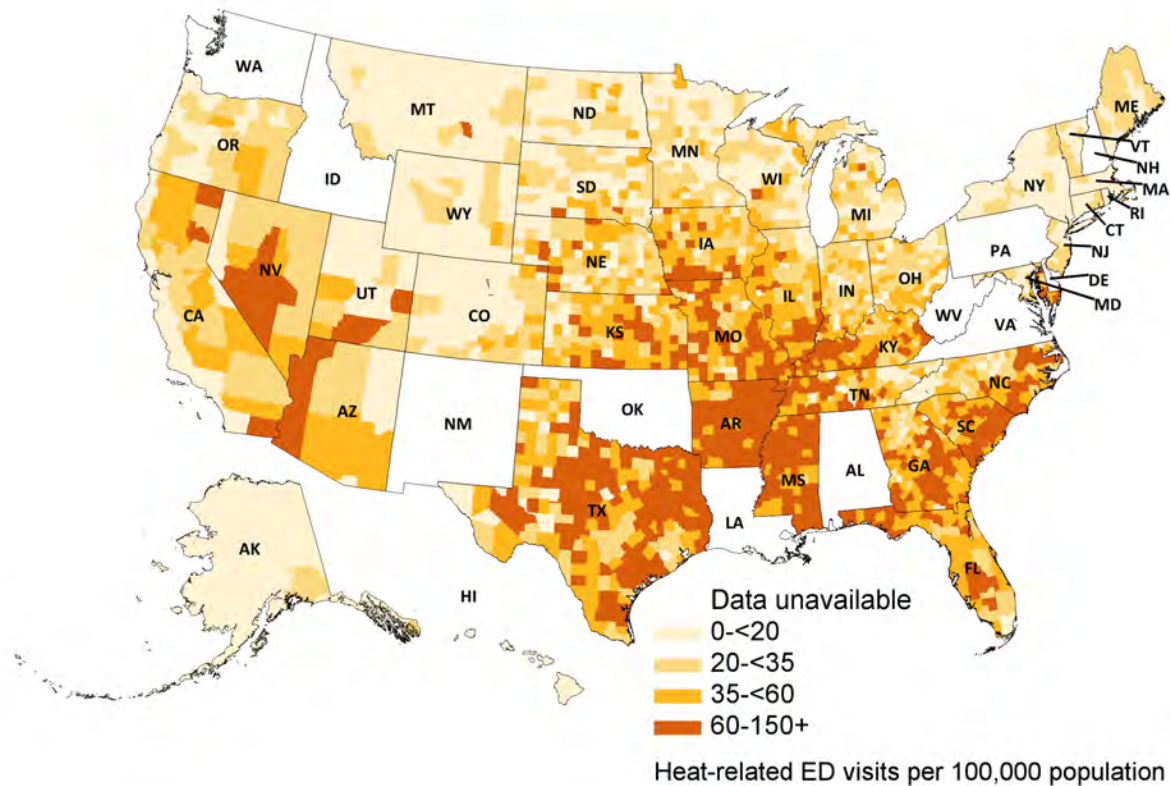 WA
MT
ND
MN
ME
OR
ID
WY
SD
WI
MI
NY
VT
NH
MA
RI
CT
NV
UT
CO
NE
IA
IL
IN
OH
PA
NJ
DE
MD
WV
VA
CA
KS
MO
KY
AZ
NM
OK
AR
TN
NC
SC
TX
LA
MS
AL
GA
FL
AK
HI
Data unavailable
0-<20
20-<35
35-<60
60-150+
Heat-related ED visits per 100,000 population